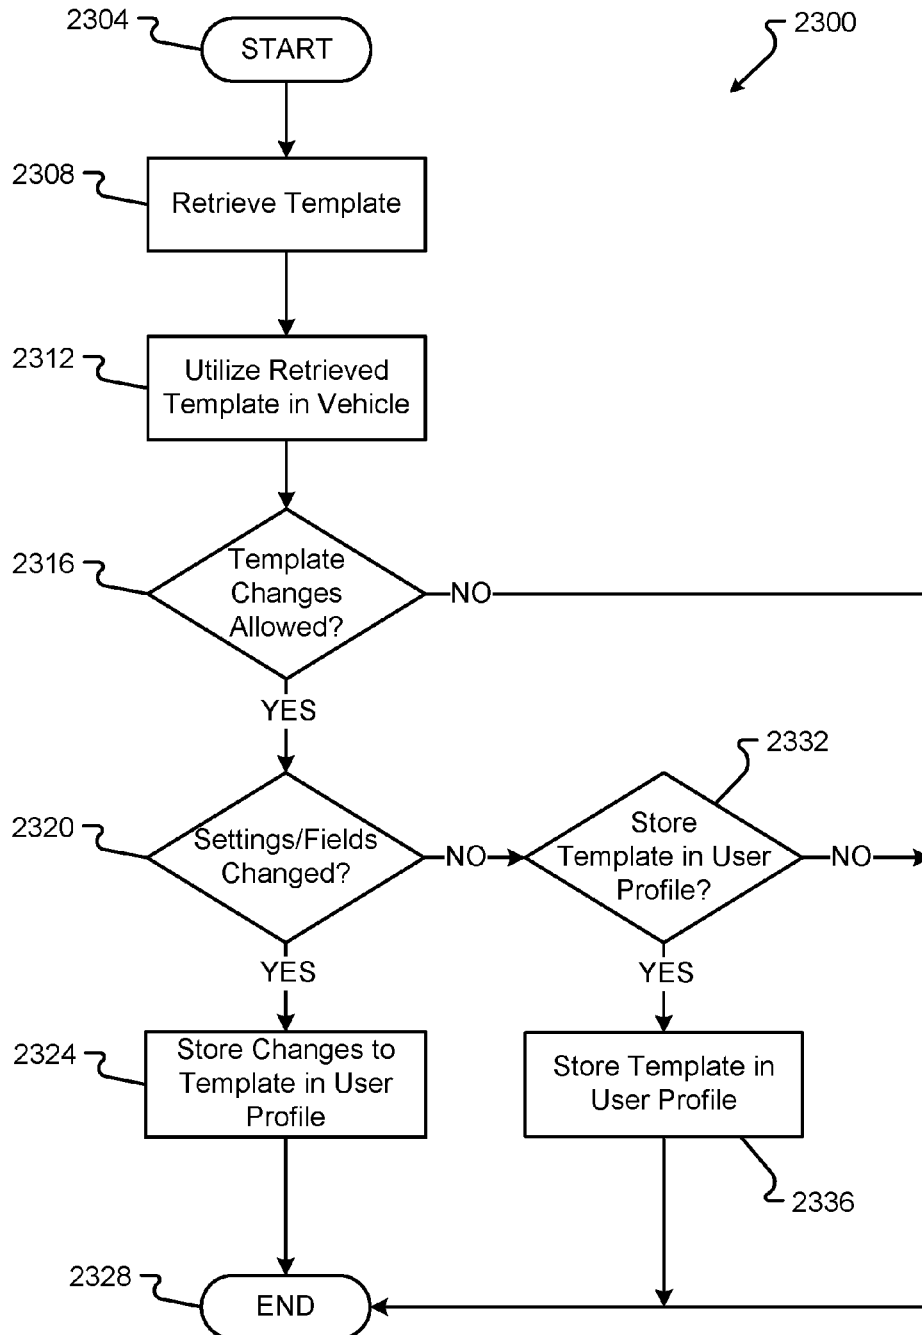 2304
START
2300
2308
Retrieve Template
2312
Utilize Retrieved
Template in Vehicle
2316
Template
Changes
Allowed?
NO
YES
2332
2320
Settings/Fields
Changed?
NO
Store
Template in User
Profile?
NO
YES
YES
2324
Store Changes to
Template in User
Profile
Store Template in
User Profile
2336
2328
END